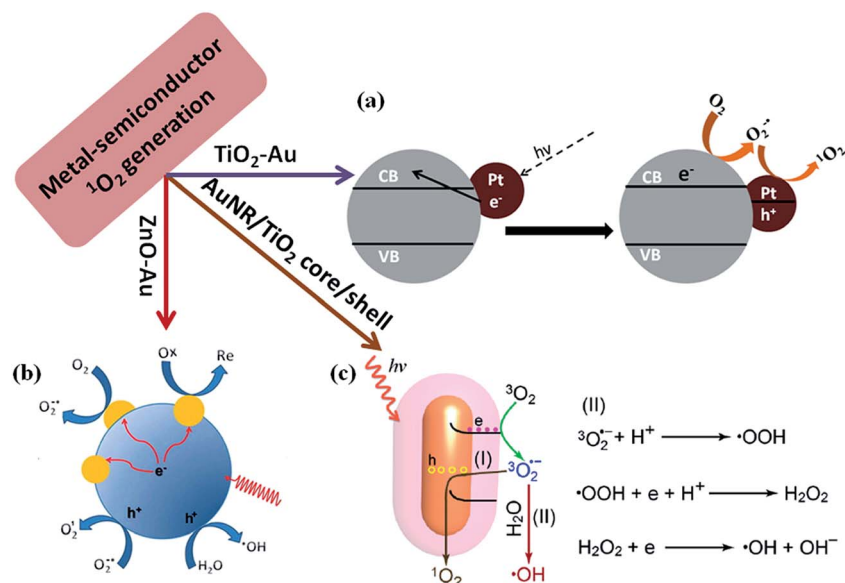 Metal-semiconductor
¹O₂ generation
TiO₂-Au
AuNR/TiO₂ core/shell
ZnO-Au
(a)
CB
VB
Pt
e⁻
hν
CB
e⁻
VB
Pt
h⁺
O₂
O₂⁻•
¹O₂
(b)
O₂
O₂⁻•
Ox
Re
e⁻
h⁺
h⁺
O₂⁻•
H₂O
•OH
(c)
hν
³O₂
e
h
(I)
³O₂•⁻
H₂O
(II)
¹O₂
•OH
(II)
³O₂•⁻ + H⁺ ⟶ •OOH
•OOH + e + H⁺ ⟶ H₂O₂
H₂O₂ + e ⟶ •OH + OH⁻